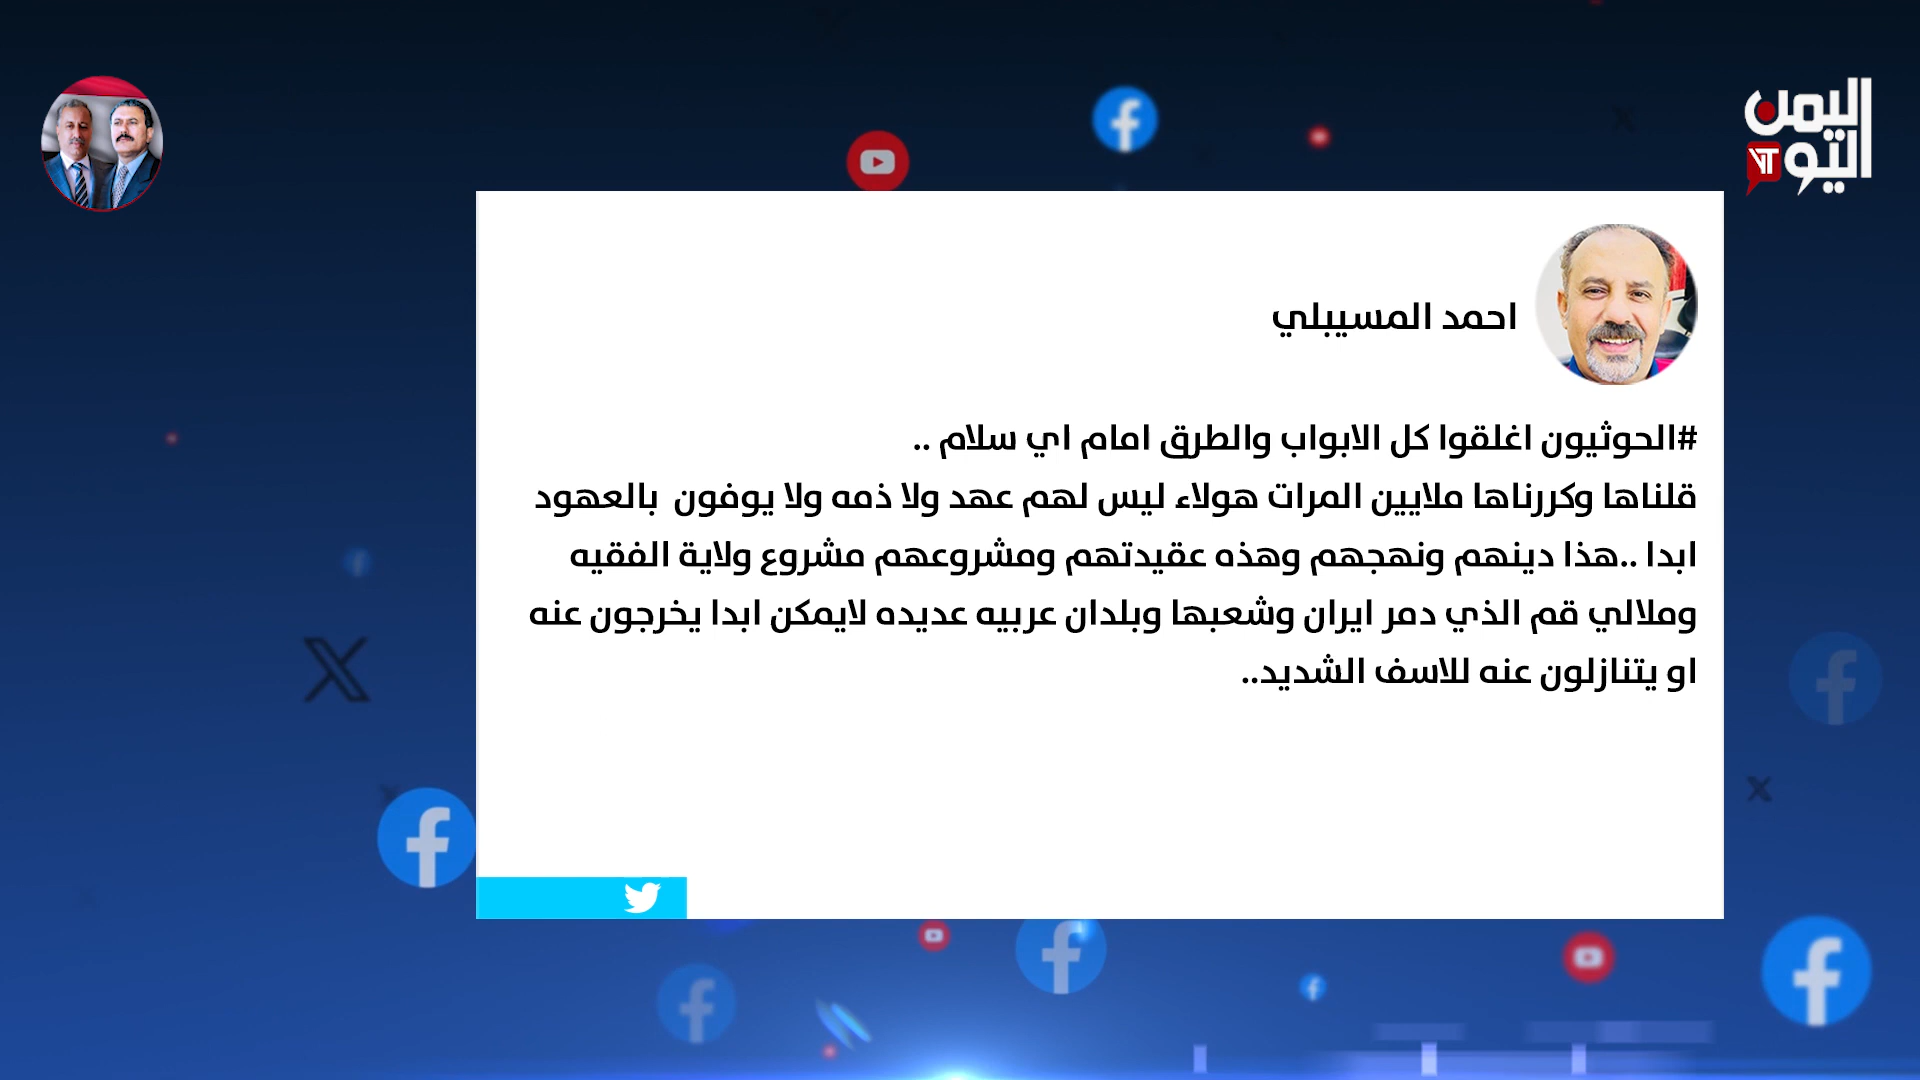 اليمن
اليوم
YT
احمد المسيبلي
#الحوثيون اغلقوا كل الابواب والطرق امام اي سلام ..
قلناها وكررناها ملايين المرات هولاء ليس لهم عهد ولا ذمه ولا يوفون بالعهود
ابدا ..هذا دينهم ونهجهم وهذه عقيدتهم ومشروعهم مشروع ولاية الفقيه
وملالي قم الذي دمر ايران وشعبها وبلدان عربيه عديده لايمكن ابدا يخرجون عنه
او يتنازلون عنه للاسف الشديد..